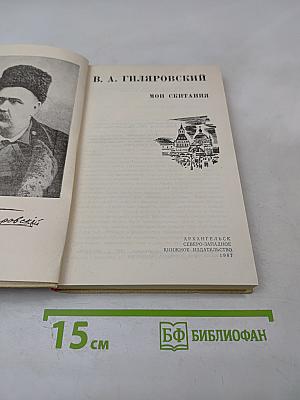 В. А. ГИЛЯРОВСКИЙ
МОИ СКИТАНИЯ
АРХАНГЕЛЬСК
СЕВЕРО-ЗАПАДНОЕ
КНИЖНОЕ ИЗДАТЕЛЬСТВО
1987
15 см
БФ БИБЛИОФАН